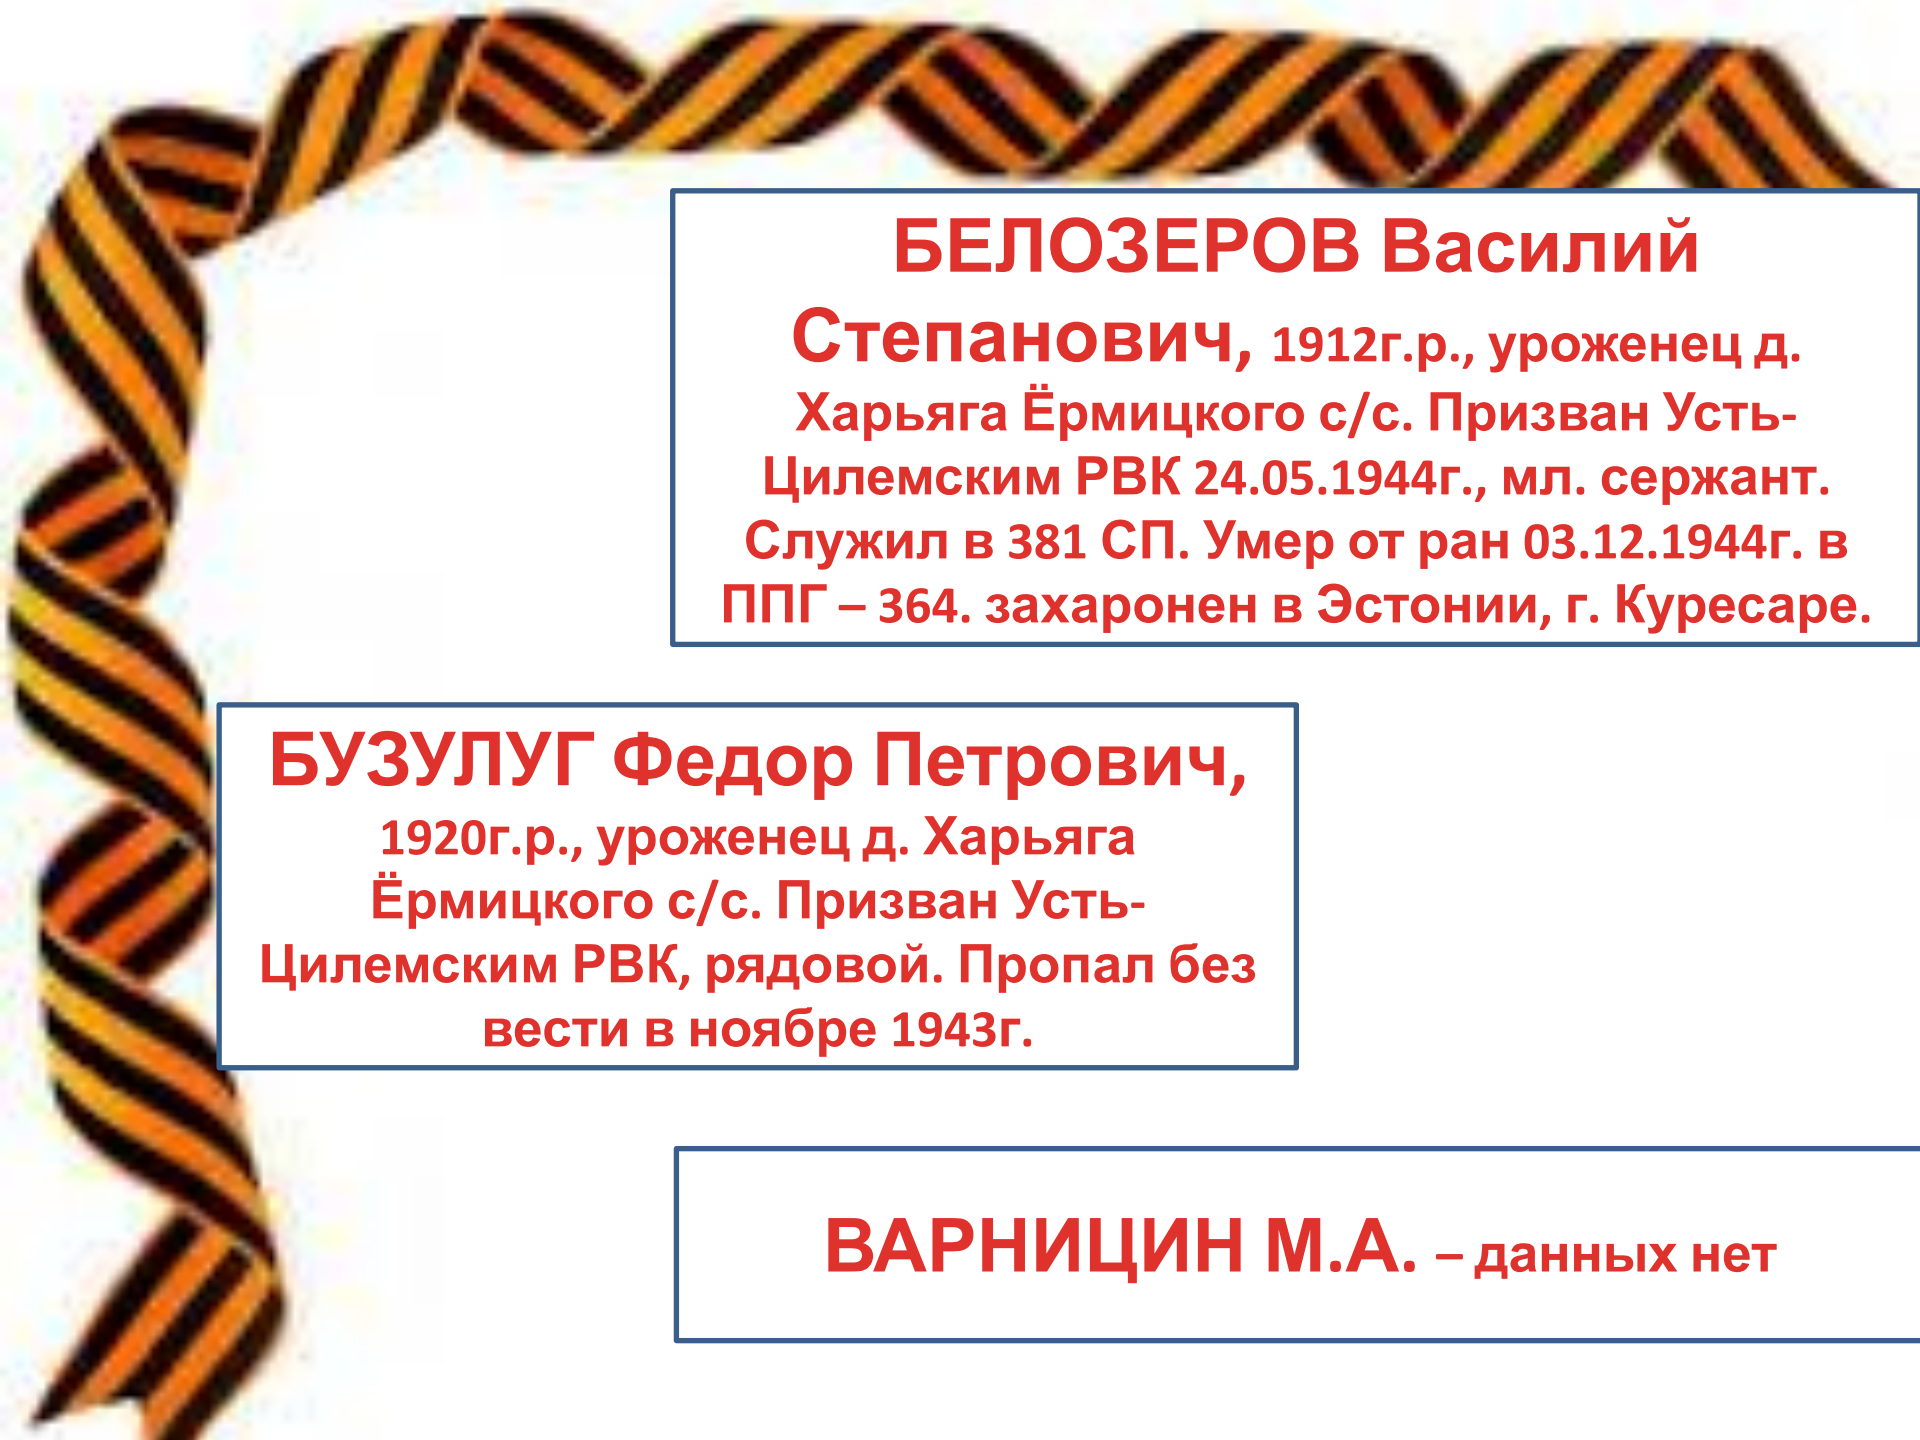 БЕЛОЗЕРОВ Василий
Степанович, 1912г.р., уроженец д.
Харьяга Ёрмицкого с/с. Призван Усть-
Цилемским РВК 24.05.1944г., мл. сержант.
Служил в 381 СП. Умер от ран 03.12.1944г. в
ППГ – 364. захаронен в Эстонии, г. Куресаре.
БУЗУЛУГ Федор Петрович,
1920г.р., уроженец д. Харьяга
Ёрмицкого с/с. Призван Усть-
Цилемским РВК, рядовой. Пропал без
вести в ноябре 1943г.
ВАРНИЦИН М.А. – данных нет